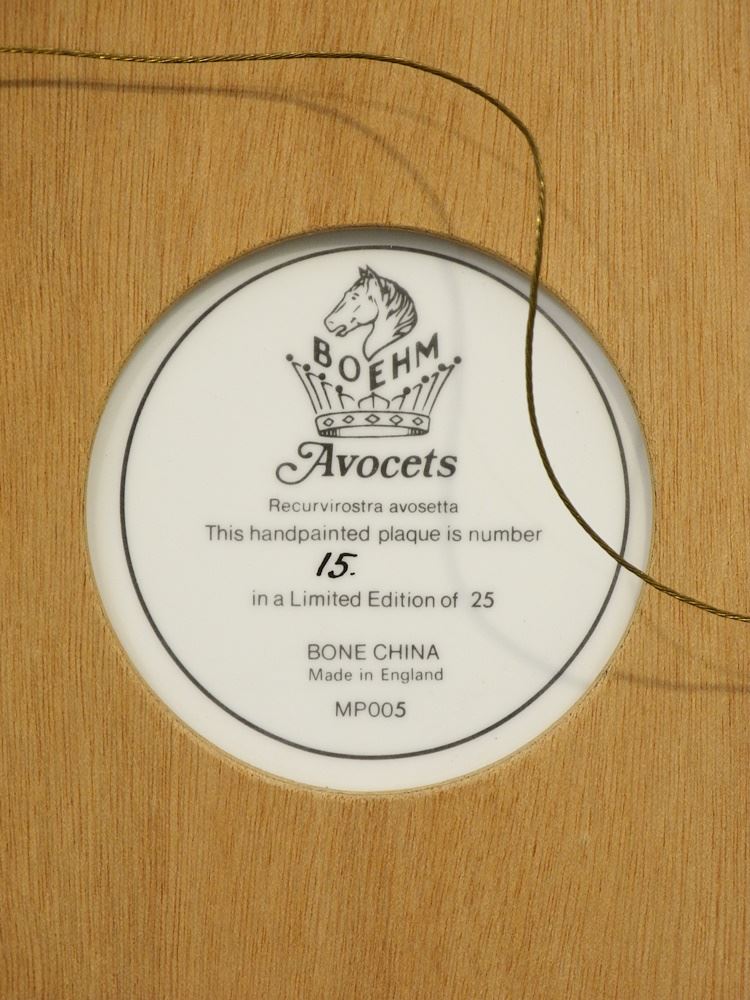 BOEHM
Avocets
Recurvirostra avosetta
This handpainted plaque is number
15.
in a Limited Edition of 25
BONE CHINA
Made in England
MP005